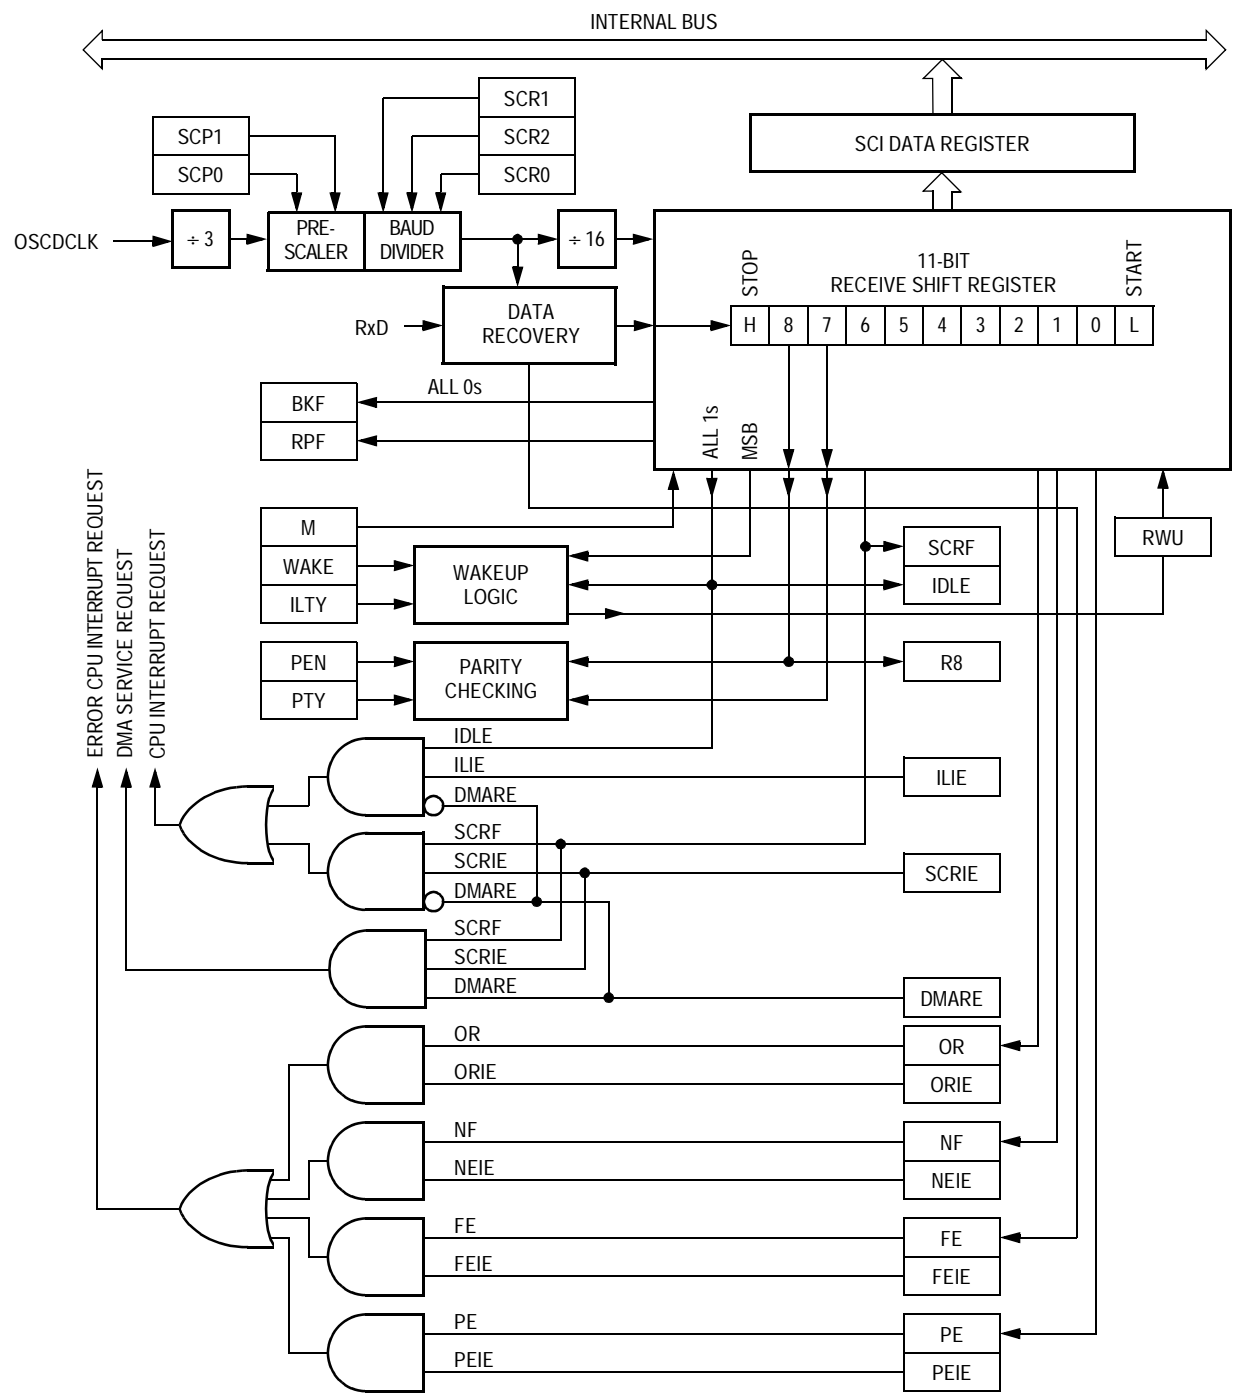 INTERNAL BUS
SCR1
SCR2
SCR0
SCP1
SCP0
SCI DATA REGISTER
OSCDCLK
÷ 3
PRE-
SCALER
BAUD
DIVIDER
÷ 16
STOP
11-BIT
RECEIVE SHIFT REGISTER
START
H
8
7
6
5
4
3
2
1
0
L
RxD
DATA
RECOVERY
ALL 0s
BKF
RPF
ALL 1s
MSB
M
WAKE
ILTY
WAKEUP
LOGIC
SCRF
IDLE
RWU
PEN
PTY
PARITY
CHECKING
R8
ERROR CPU INTERRUPT REQUEST
DMA SERVICE REQUEST
CPU INTERRUPT REQUEST
IDLE
ILIE
DMARE
ILIE
SCRF
SCRIE
DMARE
SCRIE
SCRF
SCRIE
DMARE
DMARE
OR
ORIE
OR
ORIE
NF
NEIE
NF
NEIE
FE
FEIE
FE
FEIE
PE
PEIE
PE
PEIE